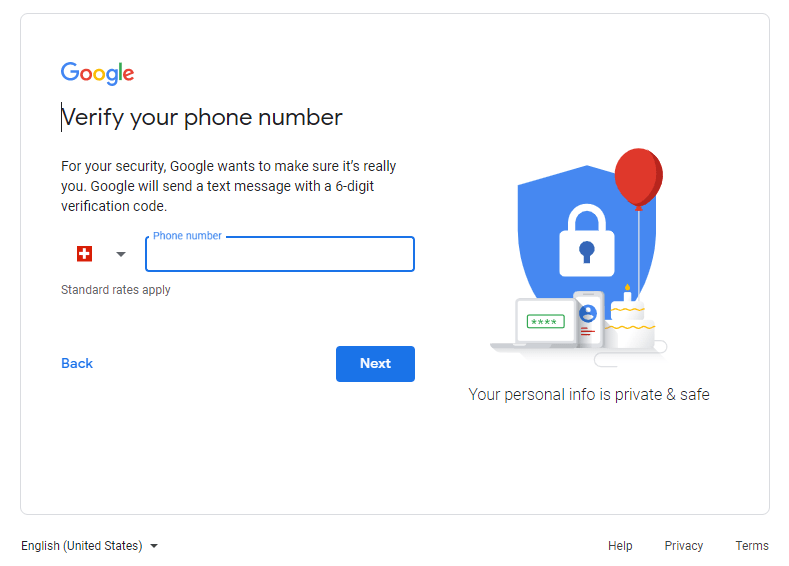 Google
Verify your phone number
For your security, Google wants to make sure it's really
you. Google will send a text message with a 6-digit
verification code.
Phone number
Standard rates apply
Back
Next
****
Your personal info is private & safe
English (United States)
Help
Privacy
Terms